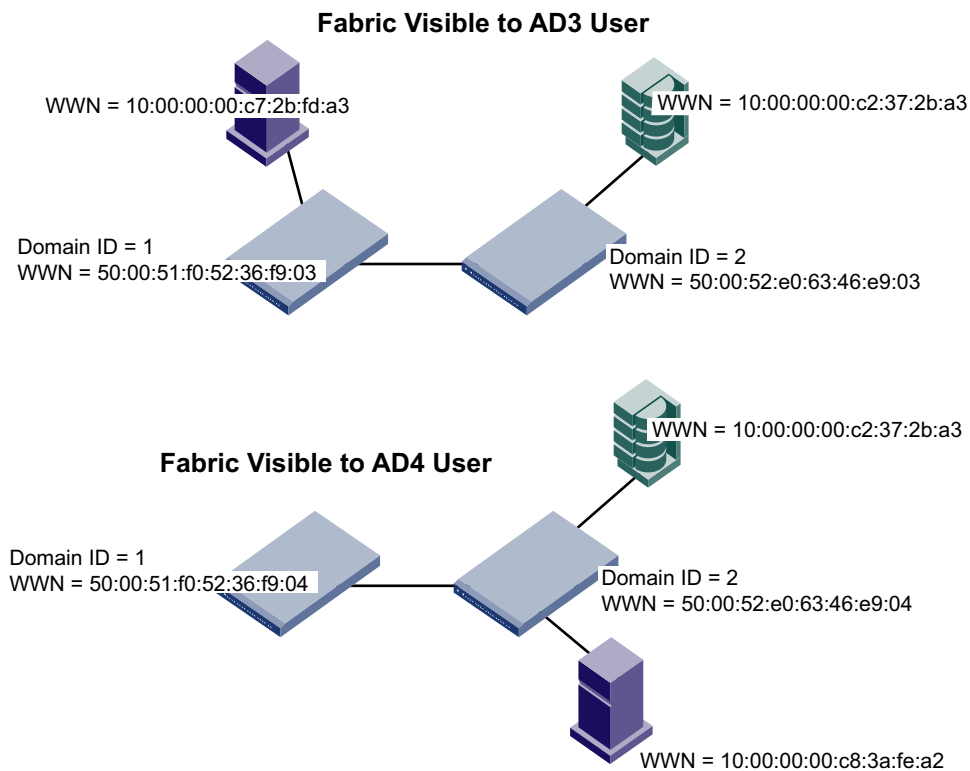 Fabric Visible to AD3 User
WWN = 10:00:00:00:c7:2b:fd:a3
WWN = 10:00:00:00:c2:37:2b:a3
Domain ID = 1
WWN = 50:00:51:f0:52:36:f9:03
Domain ID = 2
WWN = 50:00:52:e0:63:46:e9:03
WWN = 10:00:00:00:c2:37:2b:a3
Fabric Visible to AD4 User
Domain ID = 1
WWN = 50:00:51:f0:52:36:f9:04
Domain ID = 2
WWN = 50:00:52:e0:63:46:e9:04
WWN = 10:00:00:00:c8:3a:fe:a2